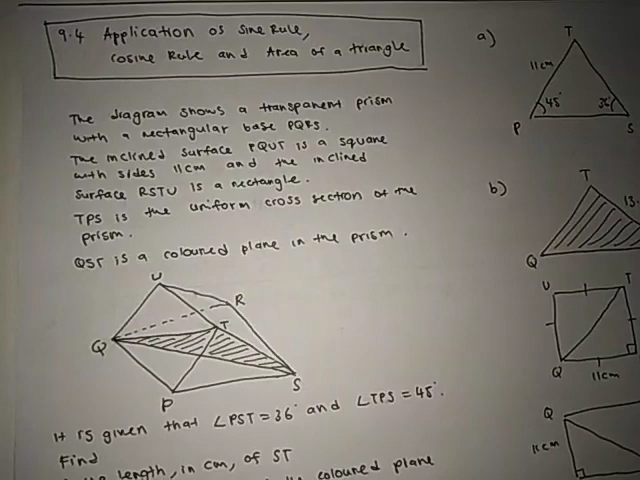 9.4 Application of Sine Rule,
Cosine Rule and Area of a triangle
The diagram shows a transparent prism
with a rectangular base PQRS.
The inclined surface PQUT is a square
with sides 11cm and the inclined
surface RSTU is a rectangle.
TPS is the uniform cross section of the
prism.
QST is a coloured plane in the prism.
U
R
T
Q
S
P
It is given that ∠PST = 36° and ∠TPS = 45°.
Find
length, in cm, of ST
coloured plane
a)
T
11cm
45° 36°
P S
b)
T
13.
Q
U T
Q 11cm
Q
11cm